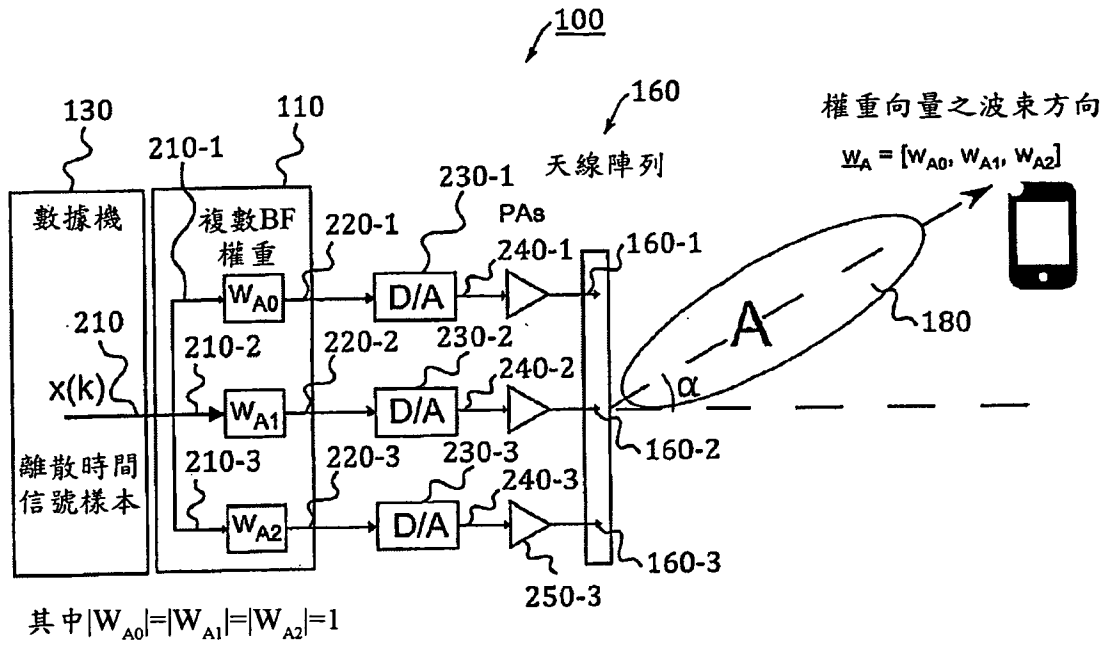 100
160
130
110
210-1
230-1
天線陣列
PAs
權重向量之波束方向
w_A = [w_A0, w_A1, w_A2]
數據機
複數BF
權重
220-1
240-1
160-1
W_A0
D/A
180
A
α
210
210-2
220-2
230-2
240-2
x(k)
W_A1
D/A
160-2
離散時間
信號樣本
210-3
220-3
230-3
240-3
W_A2
D/A
160-3
250-3
其中|W_A0|=|W_A1|=|W_A2|=1